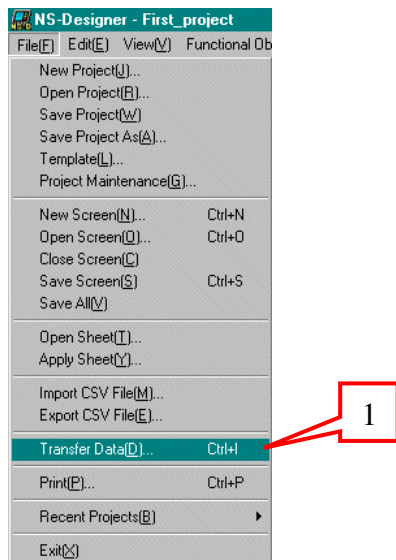 NS-Designer - First_project
File(F) Edit(E) View(V) Functional Ob
New Project(J)...
Open Project(R)...
Save Project(W)
Save Project As(A)...
Template(L)...
Project Maintenance(G)...
New Screen(N)... Ctrl+N
Open Screen(O)... Ctrl+O
Close Screen(C)
Save Screen(S) Ctrl+S
Save All(V)
Open Sheet(T)...
Apply Sheet(Y)...
Import CSV File(M)...
Export CSV File(E)...
1
Transfer Data(D)... Ctrl+I
Print(P)... Ctrl+P
Recent Projects(B)
Exit(X)